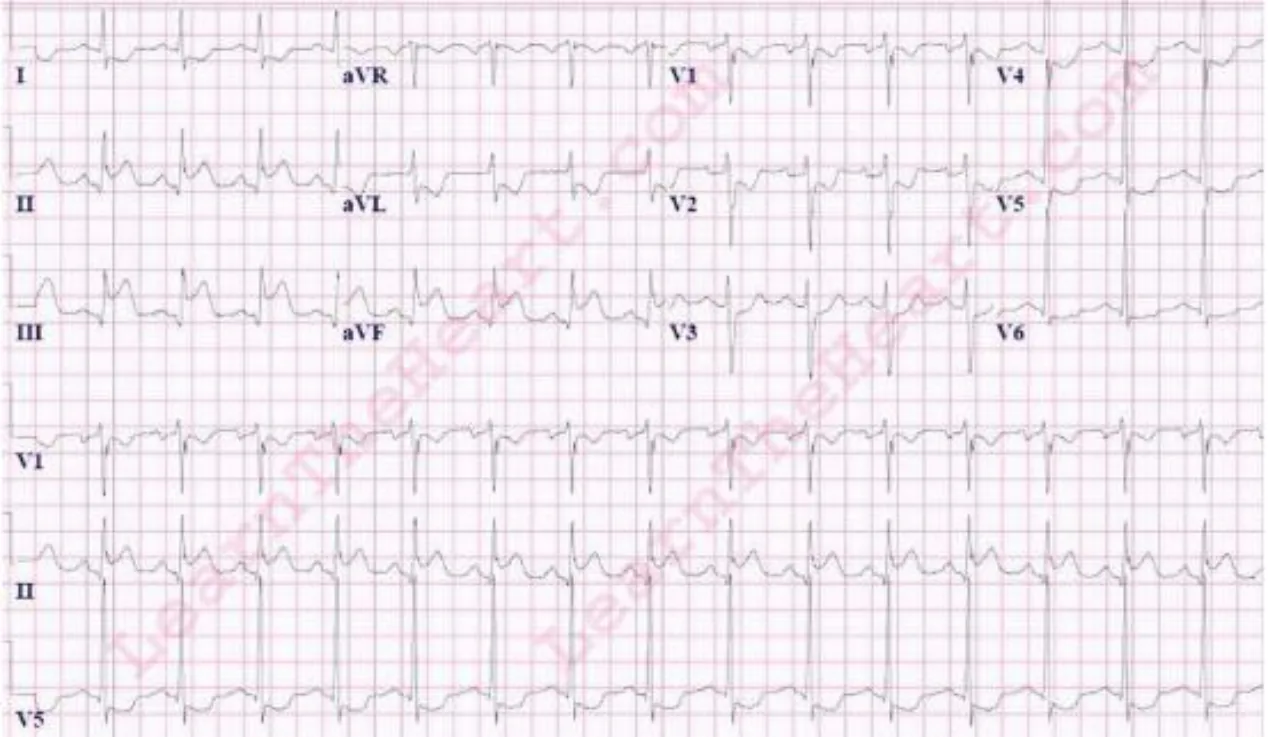 I aVR V1 V4
II aVL V2 V5
III aVF V3 V6
V1
II
V5
LearnTheHeart.com
LearnTheHeart.com